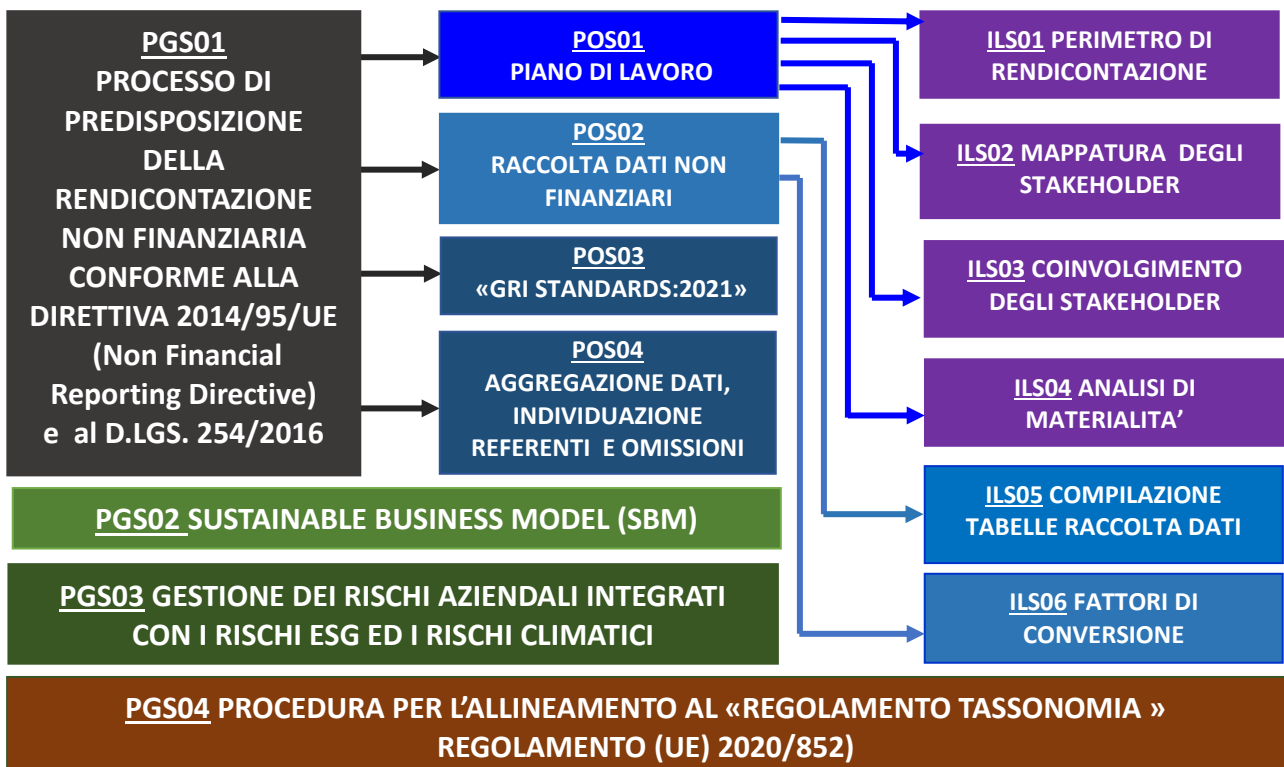 PGS01
PROCESSO DI
PREDISPOSIZIONE
DELLA
RENDICONTAZIONE
NON FINANZIARIA
CONFORME ALLA
DIRETTIVA 2014/95/UE
(Non Financial
Reporting Directive)
e al D.LGS. 254/2016
POS01
PIANO DI LAVORO
POS02
RACCOLTA DATI NON
FINANZIARI
POS03
«GRI STANDARDS:2021»
POS04
AGGREGAZIONE DATI,
INDIVIDUAZIONE
REFERENTI E OMISSIONI
ILS01 PERIMETRO DI
RENDICONTAZIONE
ILS02 MAPPATURA DEGLI
STAKEHOLDER
ILS03 COINVOLGIMENTO
DEGLI STAKEHOLDER
ILS04 ANALISI DI
MATERIALITA’
ILS05 COMPILAZIONE
TABELLE RACCOLTA DATI
ILS06 FATTORI DI
CONVERSIONE
PGS02 SUSTAINABLE BUSINESS MODEL (SBM)
PGS03 GESTIONE DEI RISCHI AZIENDALI INTEGRATI
CON I RISCHI ESG ED I RISCHI CLIMATICI
PGS04 PROCEDURA PER L’ALLINEAMENTO AL «REGOLAMENTO TASSONOMIA »
REGOLAMENTO (UE) 2020/852)